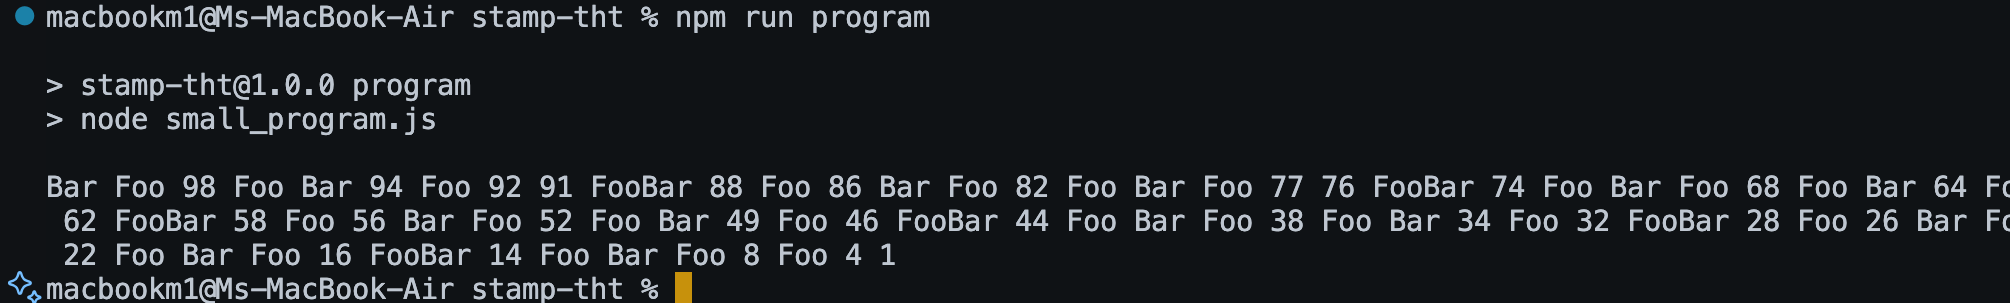 macbookm1@Ms-MacBook-Air stamp-tht % npm run program
> stamp-tht@1.0.0 program
> node small_program.js
Bar Foo 98 Foo Bar 94 Foo 92 91 FooBar 88 Foo 86 Bar Foo 82 Foo Bar Foo 77 76 FooBar 74 Foo Bar Foo 68 Foo Bar 64 Fo
62 FooBar 58 Foo 56 Bar Foo 52 Foo Bar 49 Foo 46 FooBar 44 Foo Bar Foo 38 Foo Bar 34 Foo 32 FooBar 28 Foo 26 Bar Fo
22 Foo Bar Foo 16 FooBar 14 Foo Bar Foo 8 Foo 4 1
macbookm1@Ms-MacBook-Air stamp-tht %